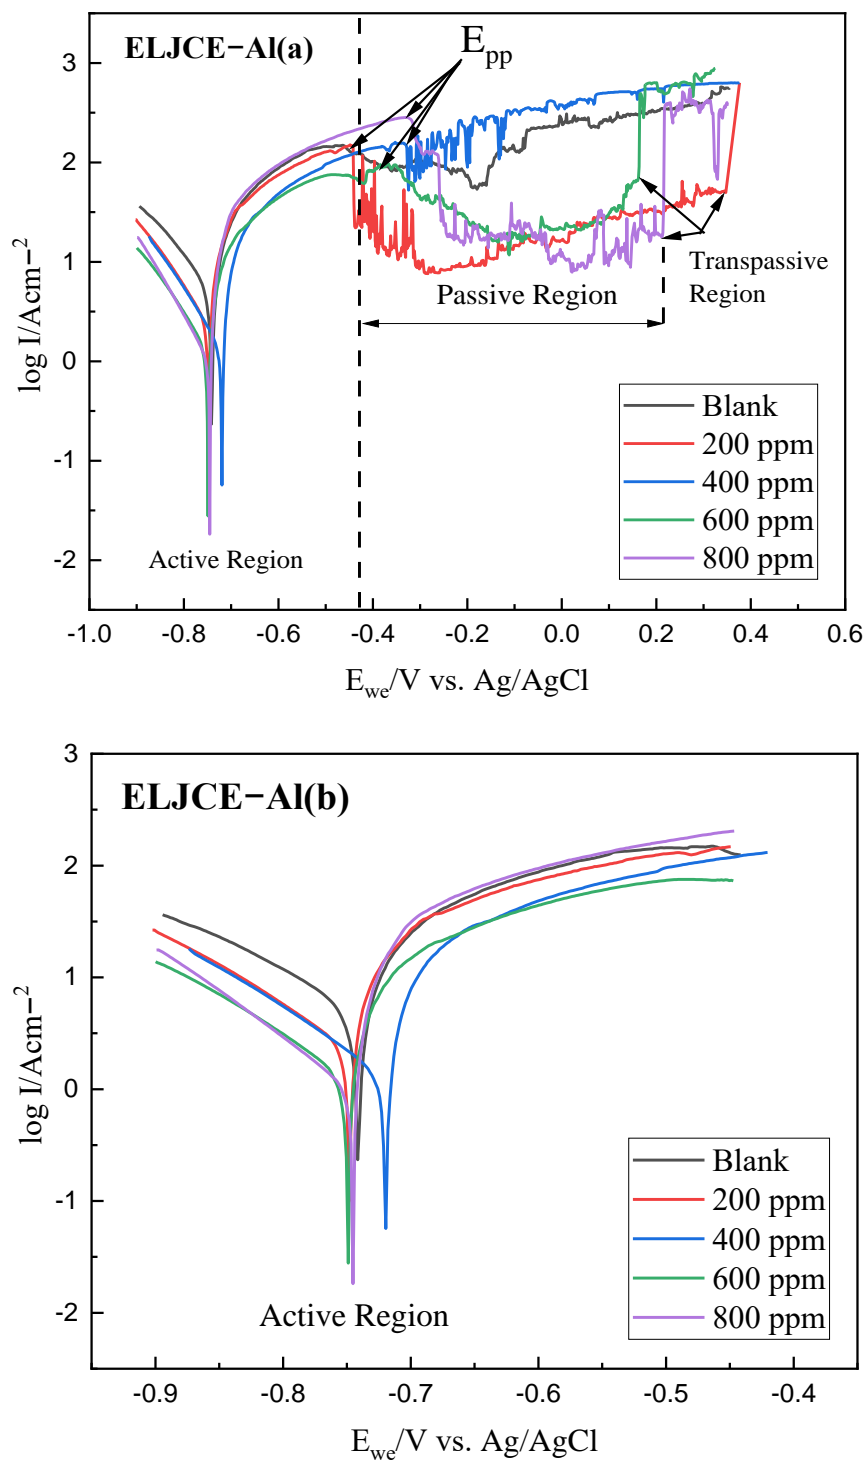 ELJCE−Al(a)
E_pp
3
2
1
0
-1
-2
log I/Acm−2
Passive Region
Transpassive
Region
Active Region
Blank
200 ppm
400 ppm
600 ppm
800 ppm
-1.0 -0.8 -0.6 -0.4 -0.2 0.0 0.2 0.4 0.6
E_we/V vs. Ag/AgCl
ELJCE−Al(b)
3
2
1
0
-1
-2
log I/Acm−2
Active Region
Blank
200 ppm
400 ppm
600 ppm
800 ppm
-0.9 -0.8 -0.7 -0.6 -0.5 -0.4
E_we/V vs. Ag/AgCl